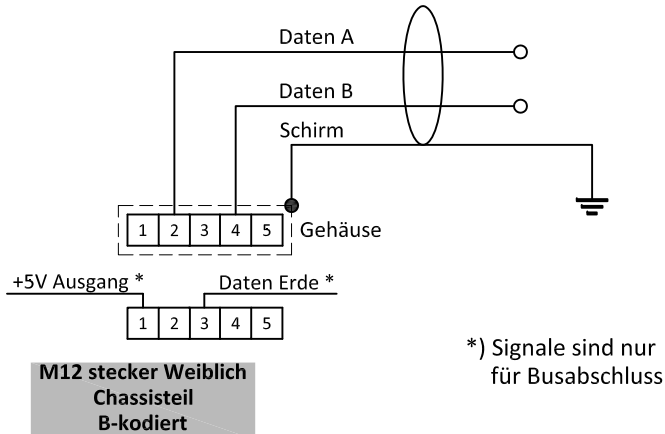 Daten A
Daten B
Schirm
1 2 3 4 5 Gehäuse
+5V Ausgang * Daten Erde *
1 2 3 4 5
*) Signale sind nur
für Busabschluss
M12 stecker Weiblich
Chassisteil
B-kodiert